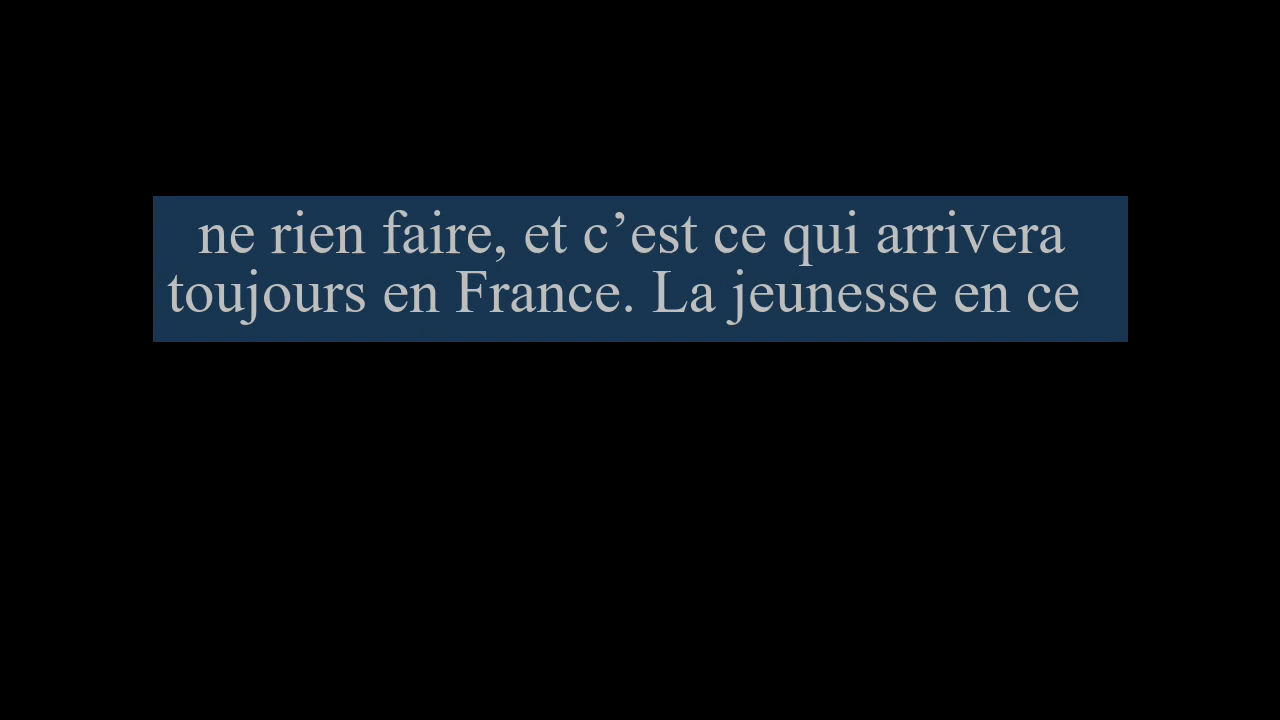 ne rien faire, et c’est ce qui arrivera
toujours en France. La jeunesse en ce